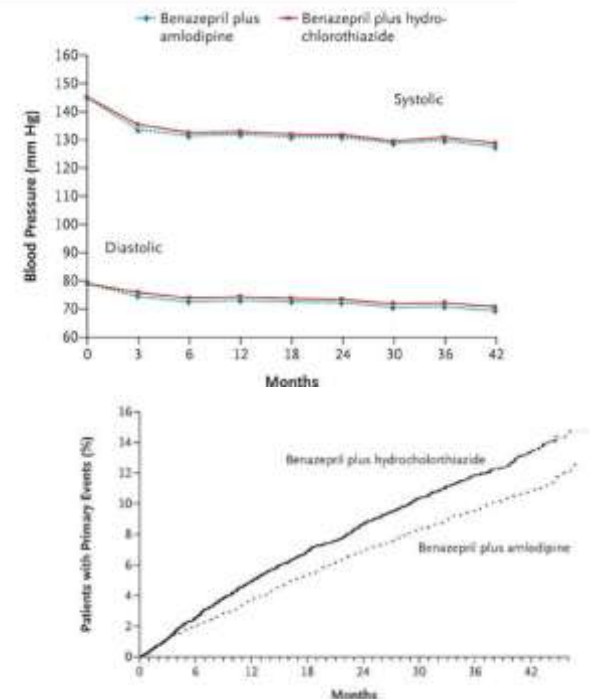 Benazepril plus
amlodipine
Benazepril plus hydro-
chlorothiazide
Blood Pressure (mm Hg)
160
150
140
130
120
110
100
90
80
70
60
Systolic
Diastolic
0 3 6 12 18 24 30 36 42
Months
Patients with Primary Events (%)
16
14
12
10
8
6
4
2
0
Benazepril plus hydrocholorthiazide
Benazepril plus amlodipine
0 6 12 18 24 30 36 42
Months